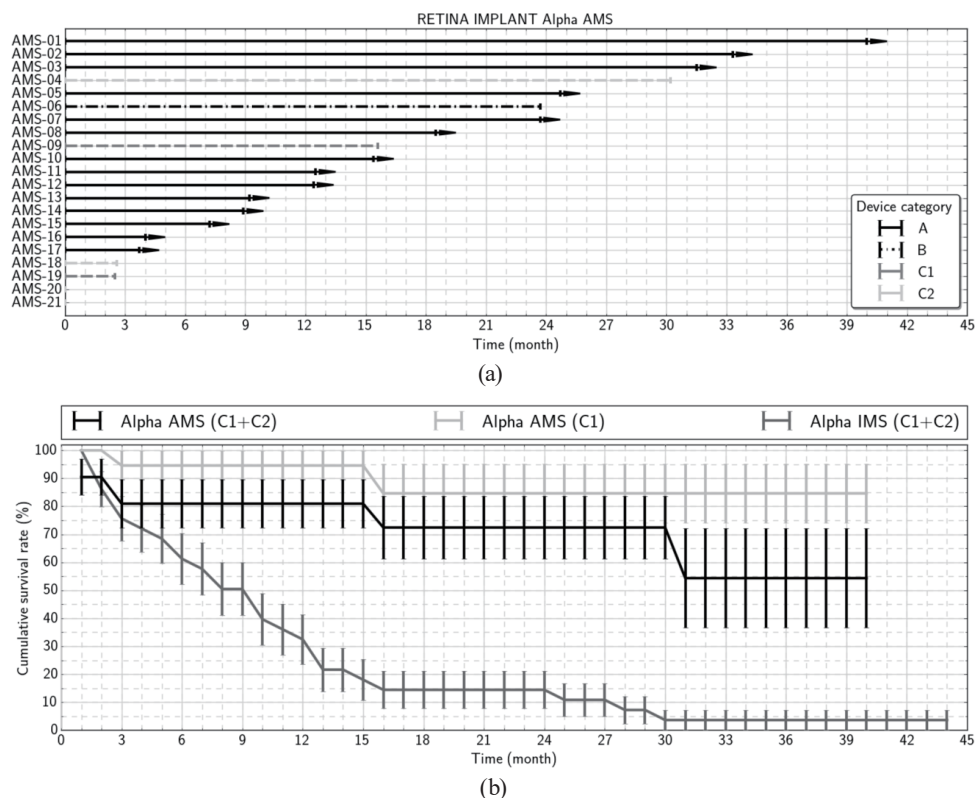 RETINA IMPLANT Alpha AMS
AMS-01
AMS-02
AMS-03
AMS-04
AMS-05
AMS-06
AMS-07
AMS-08
AMS-09
AMS-10
AMS-11
AMS-12
AMS-13
AMS-14
AMS-15
AMS-16
AMS-17
AMS-18
AMS-19
AMS-20
AMS-21
Device category
A
B
C1
C2
0 3 6 9 12 15 18 21 24 27 30 33 36 39 42 45
Time (month)
(a)
Alpha AMS (C1+C2) Alpha AMS (C1) Alpha IMS (C1+C2)
Cumulative survival rate (%)
100
90
80
70
60
50
40
30
20
10
0
0 3 6 9 12 15 18 21 24 27 30 33 36 39 42 45
Time (month)
(b)